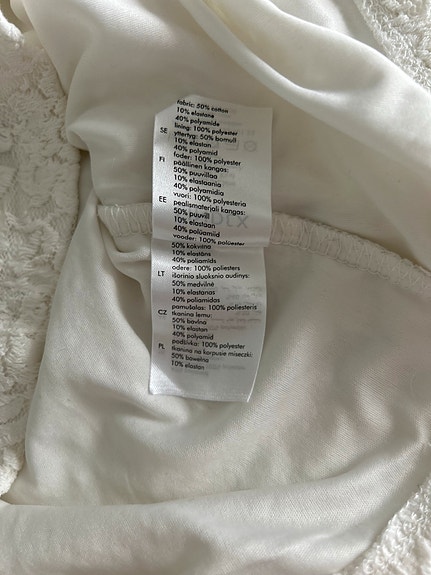 fabric: 50% cotton
10% elastane
40% polyamide
SE lining: 100% polyester
yttertyg: 50% bomull
10% elastan
40% polyamid
FI foder: 100% polyester
päällinen kangas:
50% puuvillaa
10% elastaania
40% polyamidia
EE vuori: 100% polyesteria
pealismaterjali kangas:
50% puuvill
10% elastaan
40% polüamiid
vooder: 100% polüester
50% kokvilna
10% elastāns
40% poliamīds
odere: 100% poliesters
LT išorinio sluoksnio audinys:
50% medvilnė
10% elastanas
40% poliamidas
pamušalas: 100% poliesteris
CZ tkanina lemu:
50% bavlna
10% elastan
40% polyamid
podšívka: 100% polyester
PL tkanina na korpusie miseczki:
50% bawełna
10% elastan